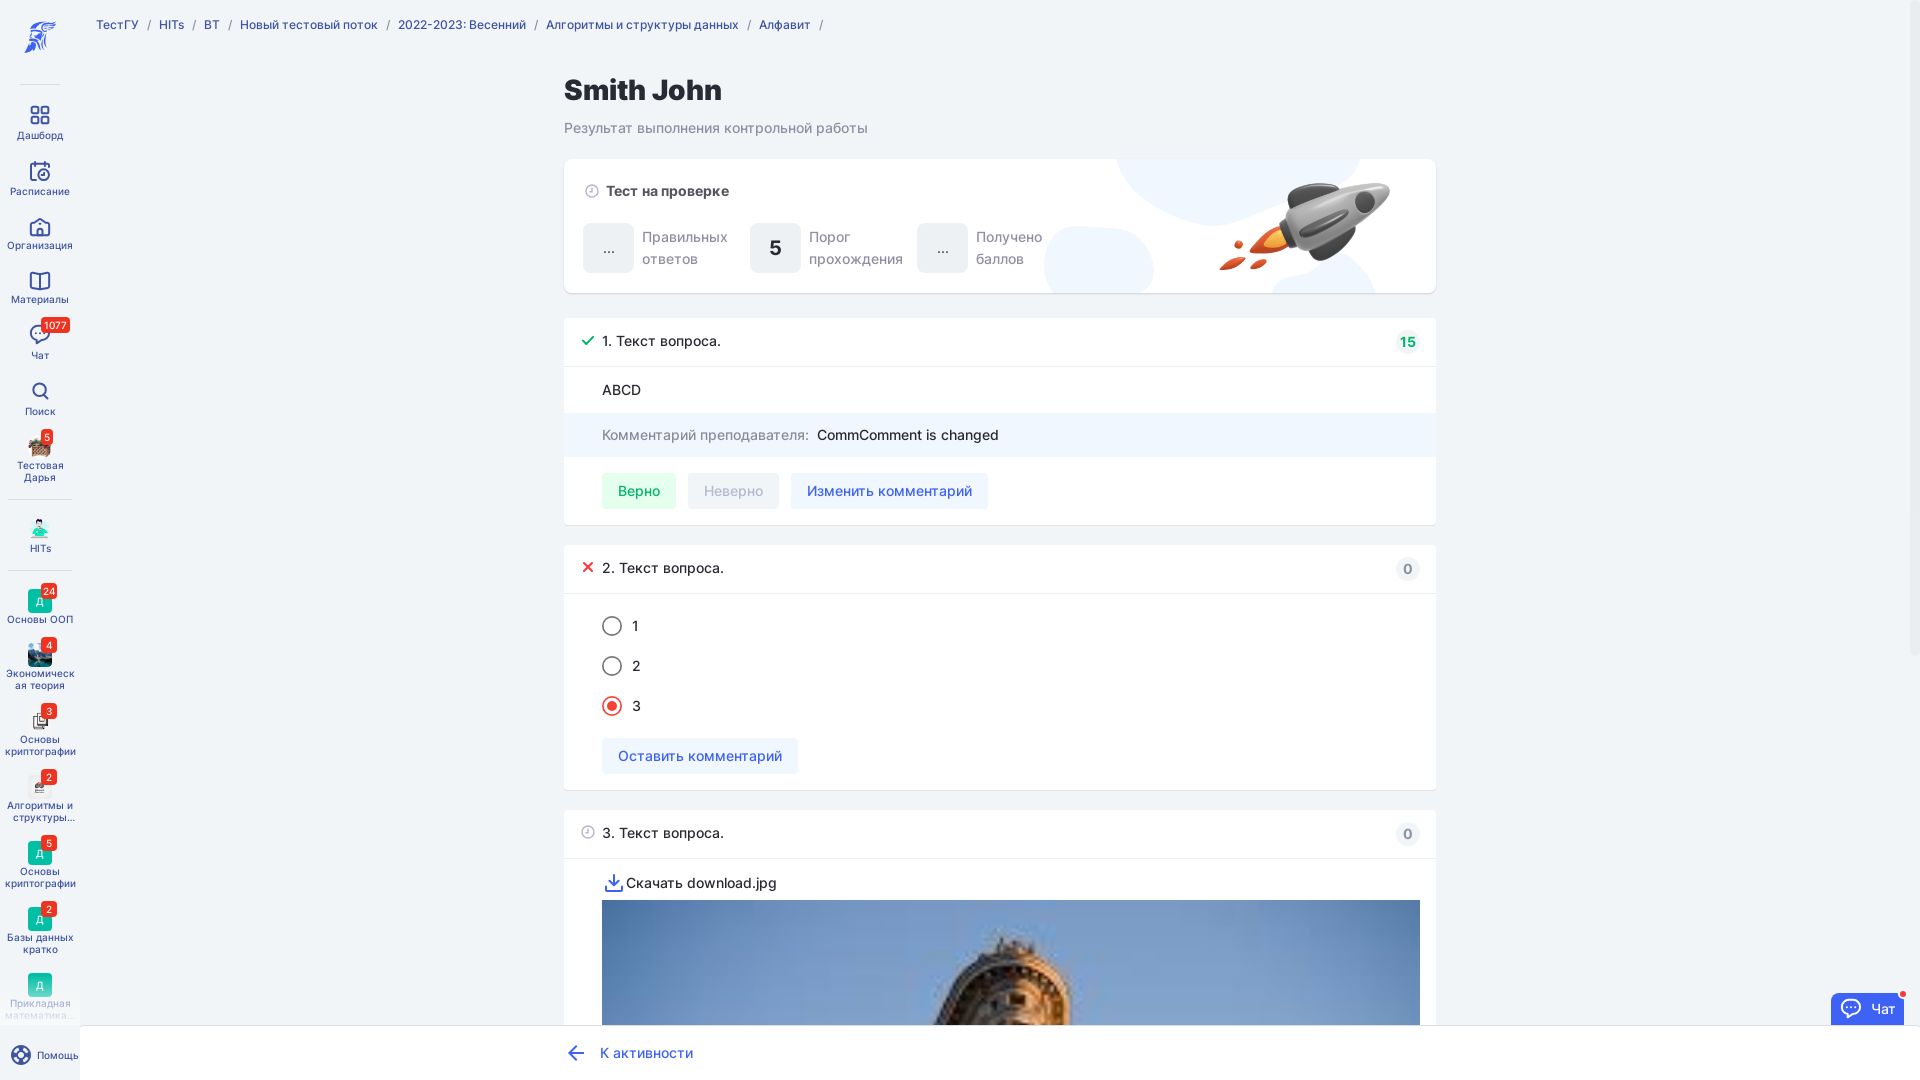 ТестГУ / HITs / ВТ / Новый тестовый поток / 2022-2023: Весенний / Алгоритмы и структуры данных / Алфавит /
Дашборд
Расписание
Организация
Материалы
1077
Чат
Поиск
5
Тестовая
Дарья
HITs
24
Д
Основы ООП
4
Экономическ
ая теория
3
Основы
криптографии
2
Алгоритмы и
структуры...
5
Д
Основы
криптографии
2
Д
Базы данных
кратко
Д
Прикладная
математика...
Помощь
Smith John
Результат выполнения контрольной работы
Тест на проверке
... Правильных ответов
5 Порог прохождения
... Получено баллов
1. Текст вопроса. 15
ABCD
Комментарий преподавателя: CommComment is changed
Верно Неверно Изменить комментарий
2. Текст вопроса. 0
1
2
3
Оставить комментарий
3. Текст вопроса. 0
Скачать download.jpg
Чат
К активности